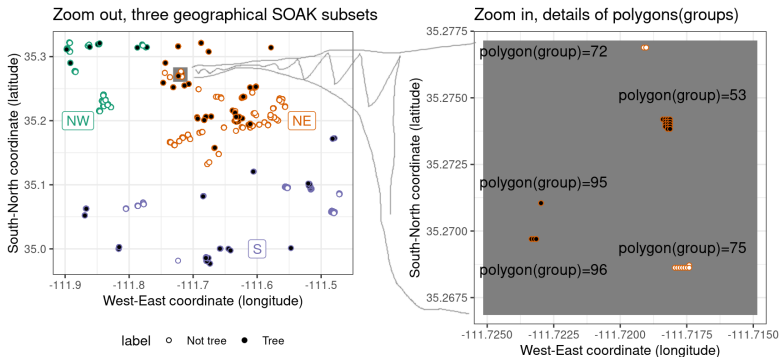 Zoom out, three geographical SOAK subsets
South-North coordinate (latitude)
35.3
35.2
35.1
35.0
NW
NE
S
-111.9
-111.8
-111.7
-111.6
-111.5
West-East coordinate (longitude)
label
Not tree
Tree
Zoom in, details of polygons(groups)
South-North coordinate (latitude)
35.2775
35.2750
35.2725
35.2700
35.2675
polygon(group)=72
polygon(group)=53
polygon(group)=95
polygon(group)=75
polygon(group)=96
-111.7250
-111.7225
-111.7200
-111.7175
-111.7150
West-East coordinate (longitude)